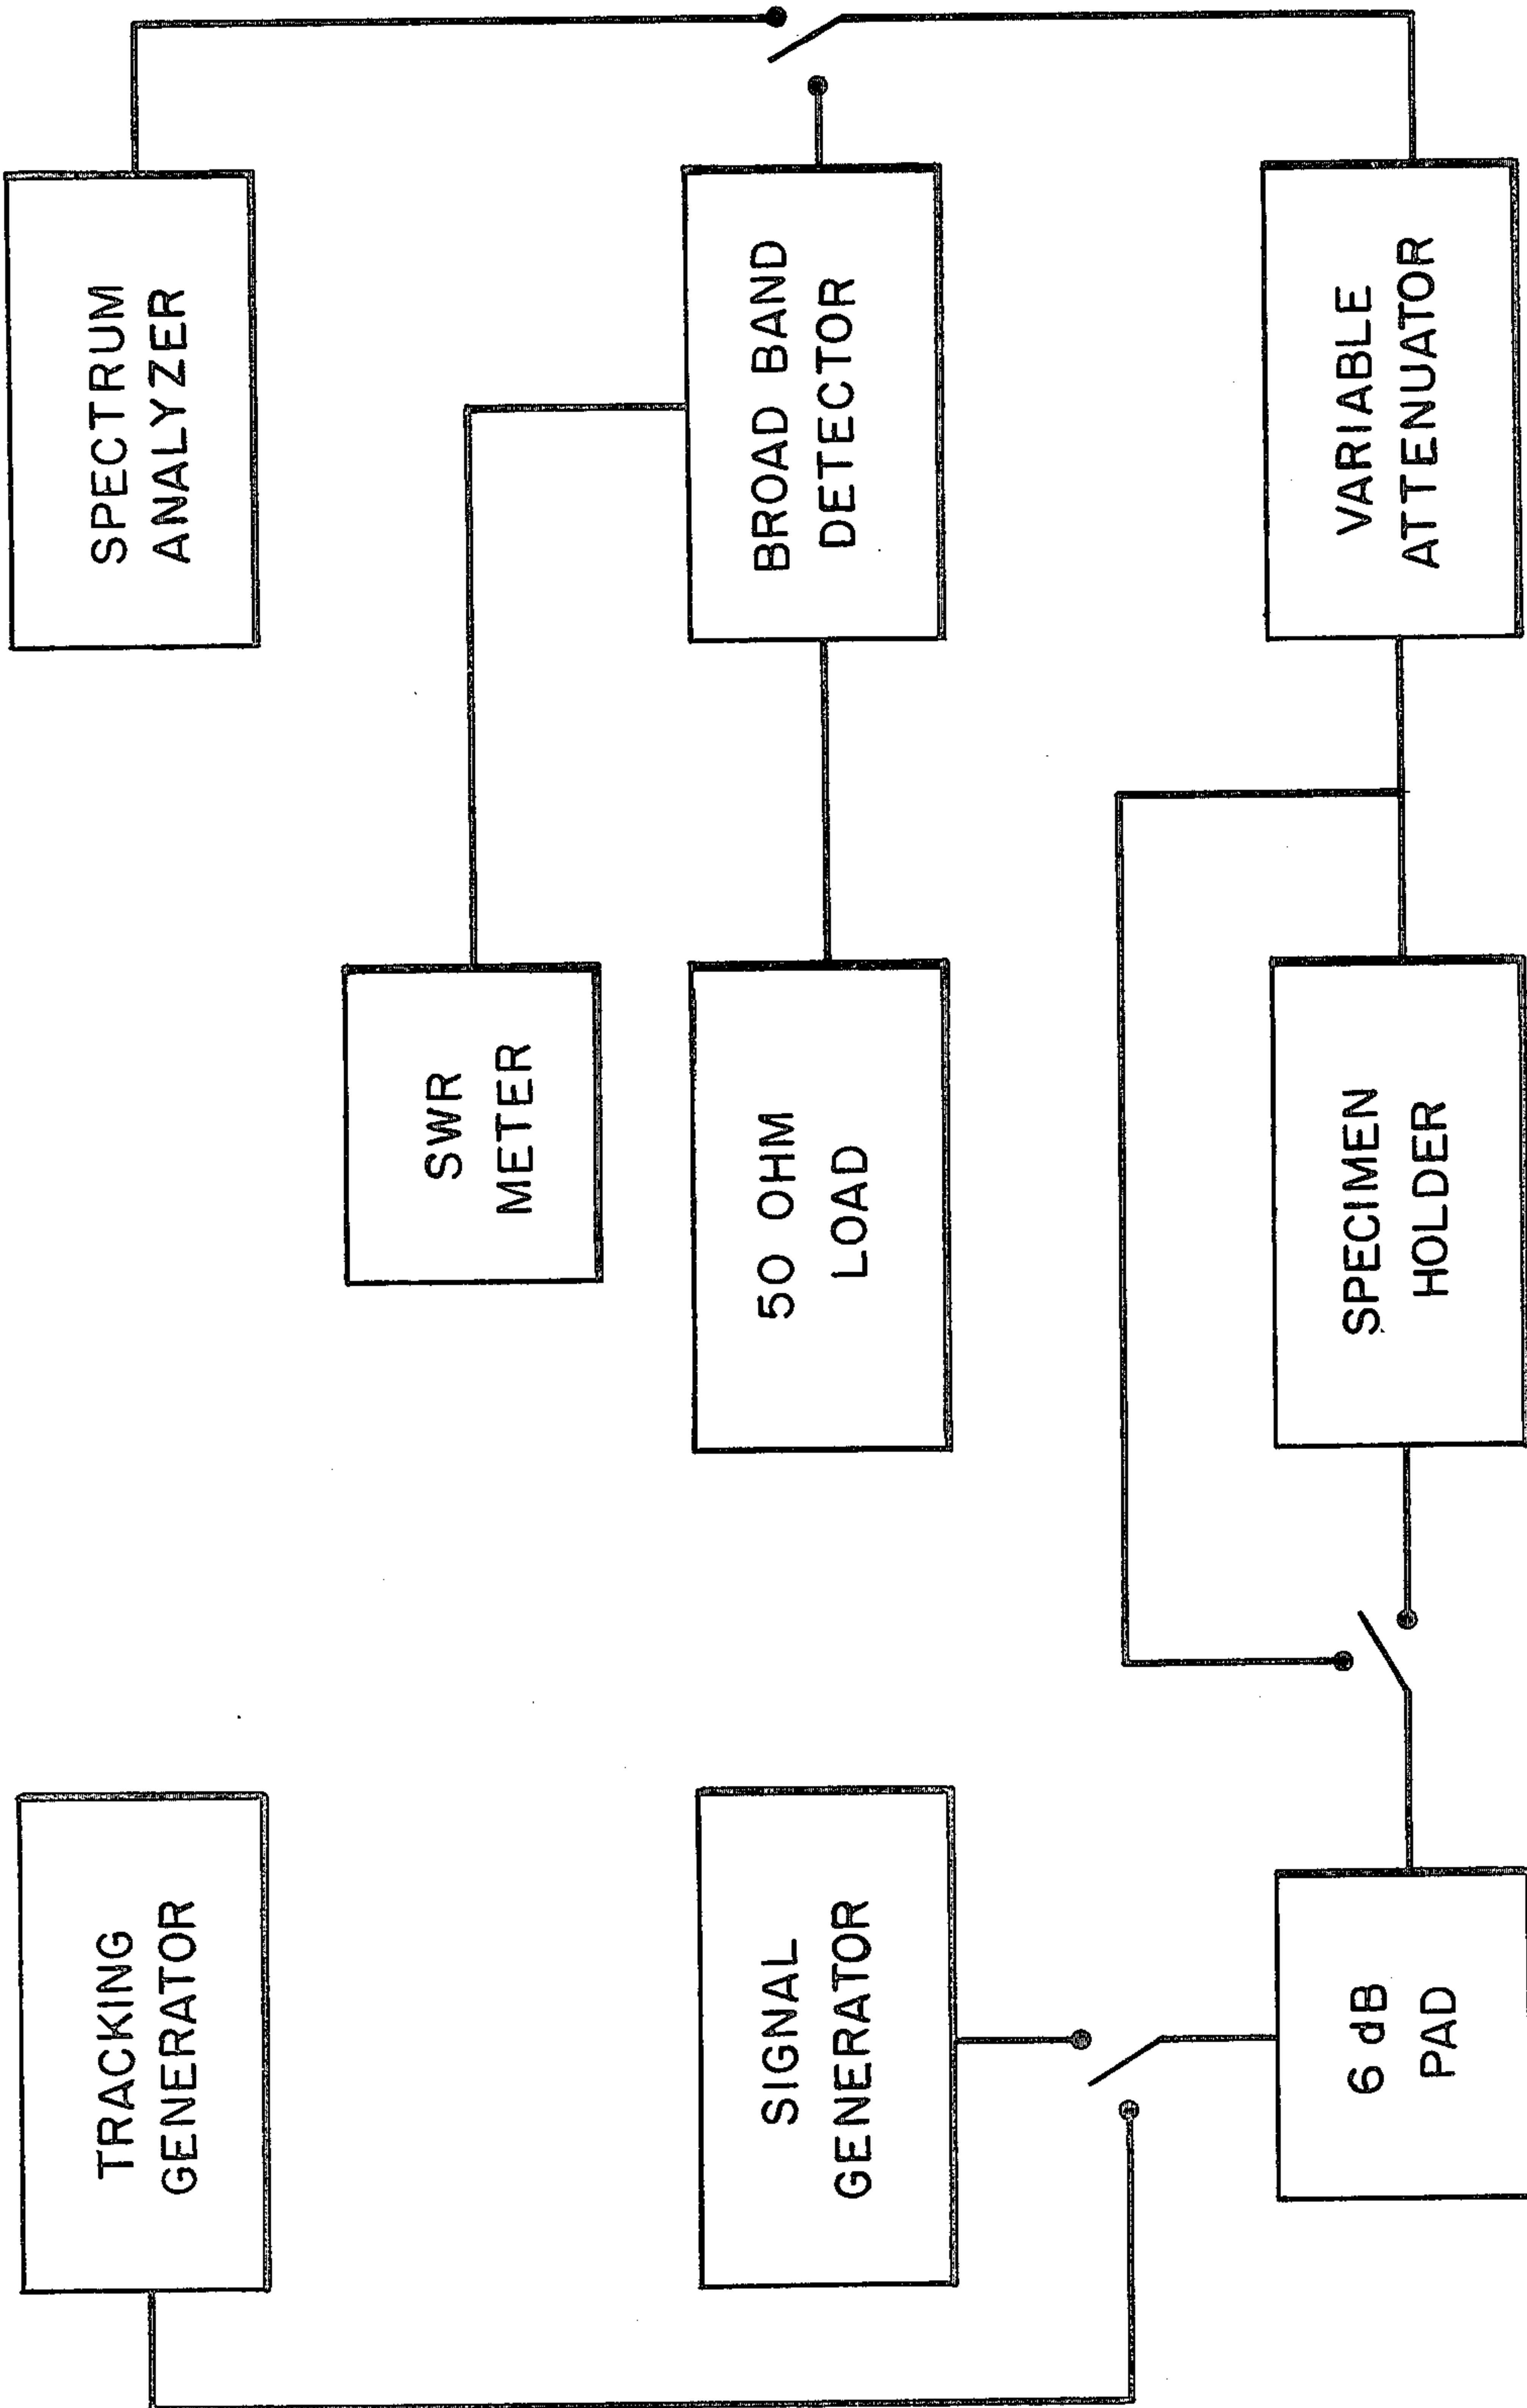 TRACKING
GENERATOR
SPECTRUM
ANALYZER
SWR
METER
SIGNAL
GENERATOR
50 OHM
LOAD
BROAD BAND
DETECTOR
6 dB
PAD
SPECIMEN
HOLDER
VARIABLE
ATTENUATOR